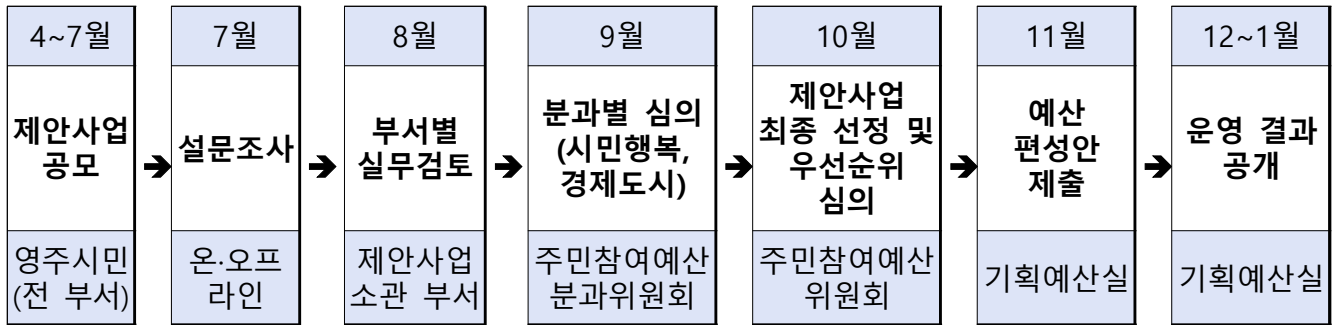 4~7월
제안사업
공모
영주시민
(전 부서)
➔
7월
설문조사
온·오프
라인
➔
8월
부서별
실무검토
제안사업
소관 부서
➔
9월
분과별 심의
(시민행복,
경제도시)
주민참여예산
분과위원회
➔
10월
제안사업
최종 선정 및
우선순위
심의
주민참여예산
위원회
➔
11월
예산
편성안
제출
기획예산실
➔
12~1월
운영 결과
공개
기획예산실